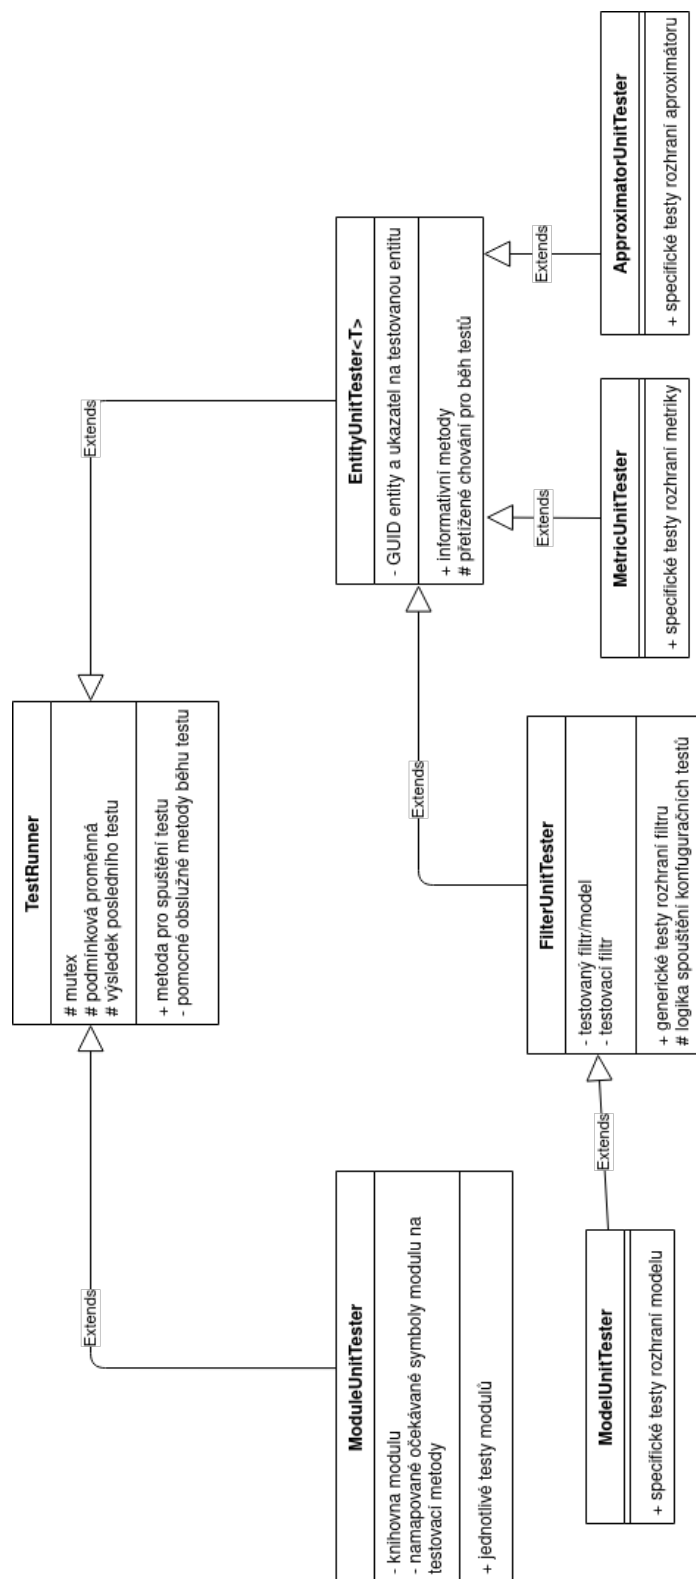 TestRunner
# mutex
# podmínková proměnná
# výsledek posledního testu
+ metoda pro spuštění testu
- pomocné obslužné metody běhu testu
Extends
Extends
ModuleUnitTester
- knihovna modulu
- namapované očekávané symboly modulu na
testovací metody
+ jednotlivé testy modulů
EntityUnitTester<T>
- GUID entity a ukazatel na testovanou entitu
+ informativní metody
# přetížené chování pro běh testů
Extends
Extends
Extends
Extends
ModelUnitTester
+ specifické testy rozhraní modelu
FilterUnitTester
- testovaný filtr/model
- testovací filtr
+ generické testy rozhraní filtru
# logika spouštění konfuguračních testů
MetricUnitTester
+ specifické testy rozhraní metriky
ApproximatorUnitTester
+ specifické testy rozhraní aproximátoru